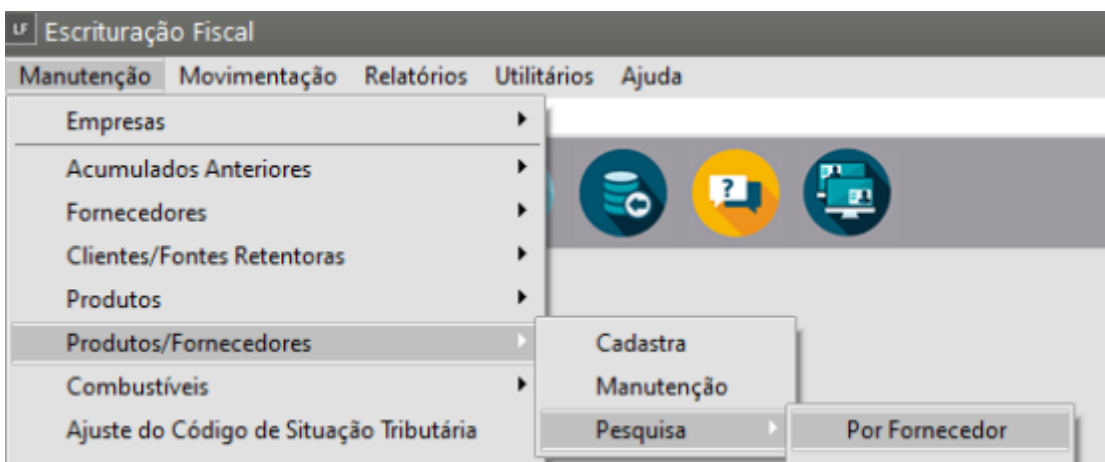 LF Escrituração Fiscal
Manutenção Movimentação Relatórios Utilitários Ajuda
Empresas
Acumulados Anteriores
?
Fornecedores
Clientes/Fontes Retentoras
Produtos
Produtos/Fornecedores Cadastra
Combustíveis Manutenção
Ajuste do Código de Situação Tributária Pesquisa Por Fornecedor